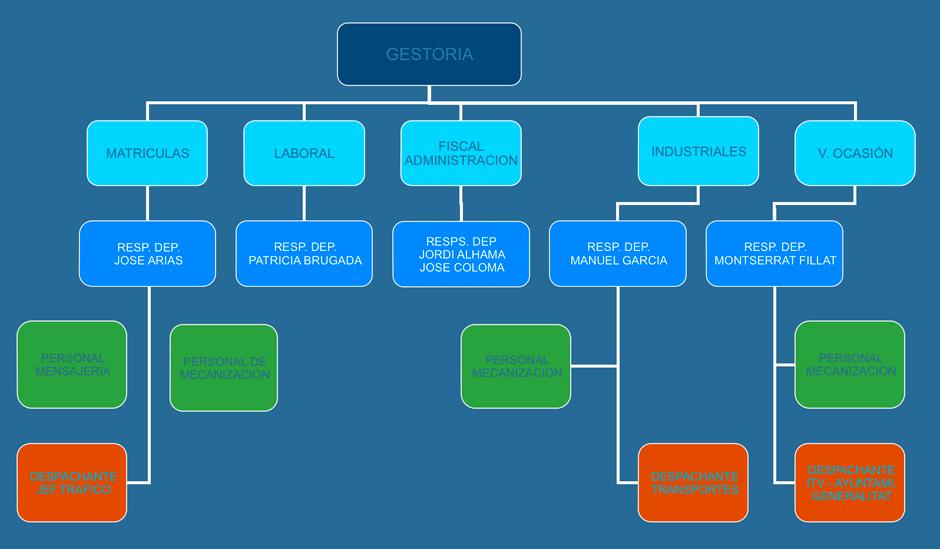 GESTORIA
MATRICULAS
LABORAL
FISCAL
ADMINISTRACION
INDUSTRIALES
V. OCASIÓN
RESP. DEP.
JOSE ARIAS
RESP. DEP.
PATRICIA BRUGADA
RESPS. DEP
JORDI ALHAMA
JOSE COLOMA
RESP. DEP.
MANUEL GARCIA
RESP. DEP.
MONTSERRAT FILLAT
PERSONAL
MENSAJERIA
PERSONAL DE
MECANIZACION
PERSONAL
MECANIZACION
PERSONAL
MECANIZACION
DESPACHANTE
JEF.TRAFICO
DESPACHANTE
TRANSPORTES
DESPACHANTE
ITV - AYUNTAMI.
GENERALITAT